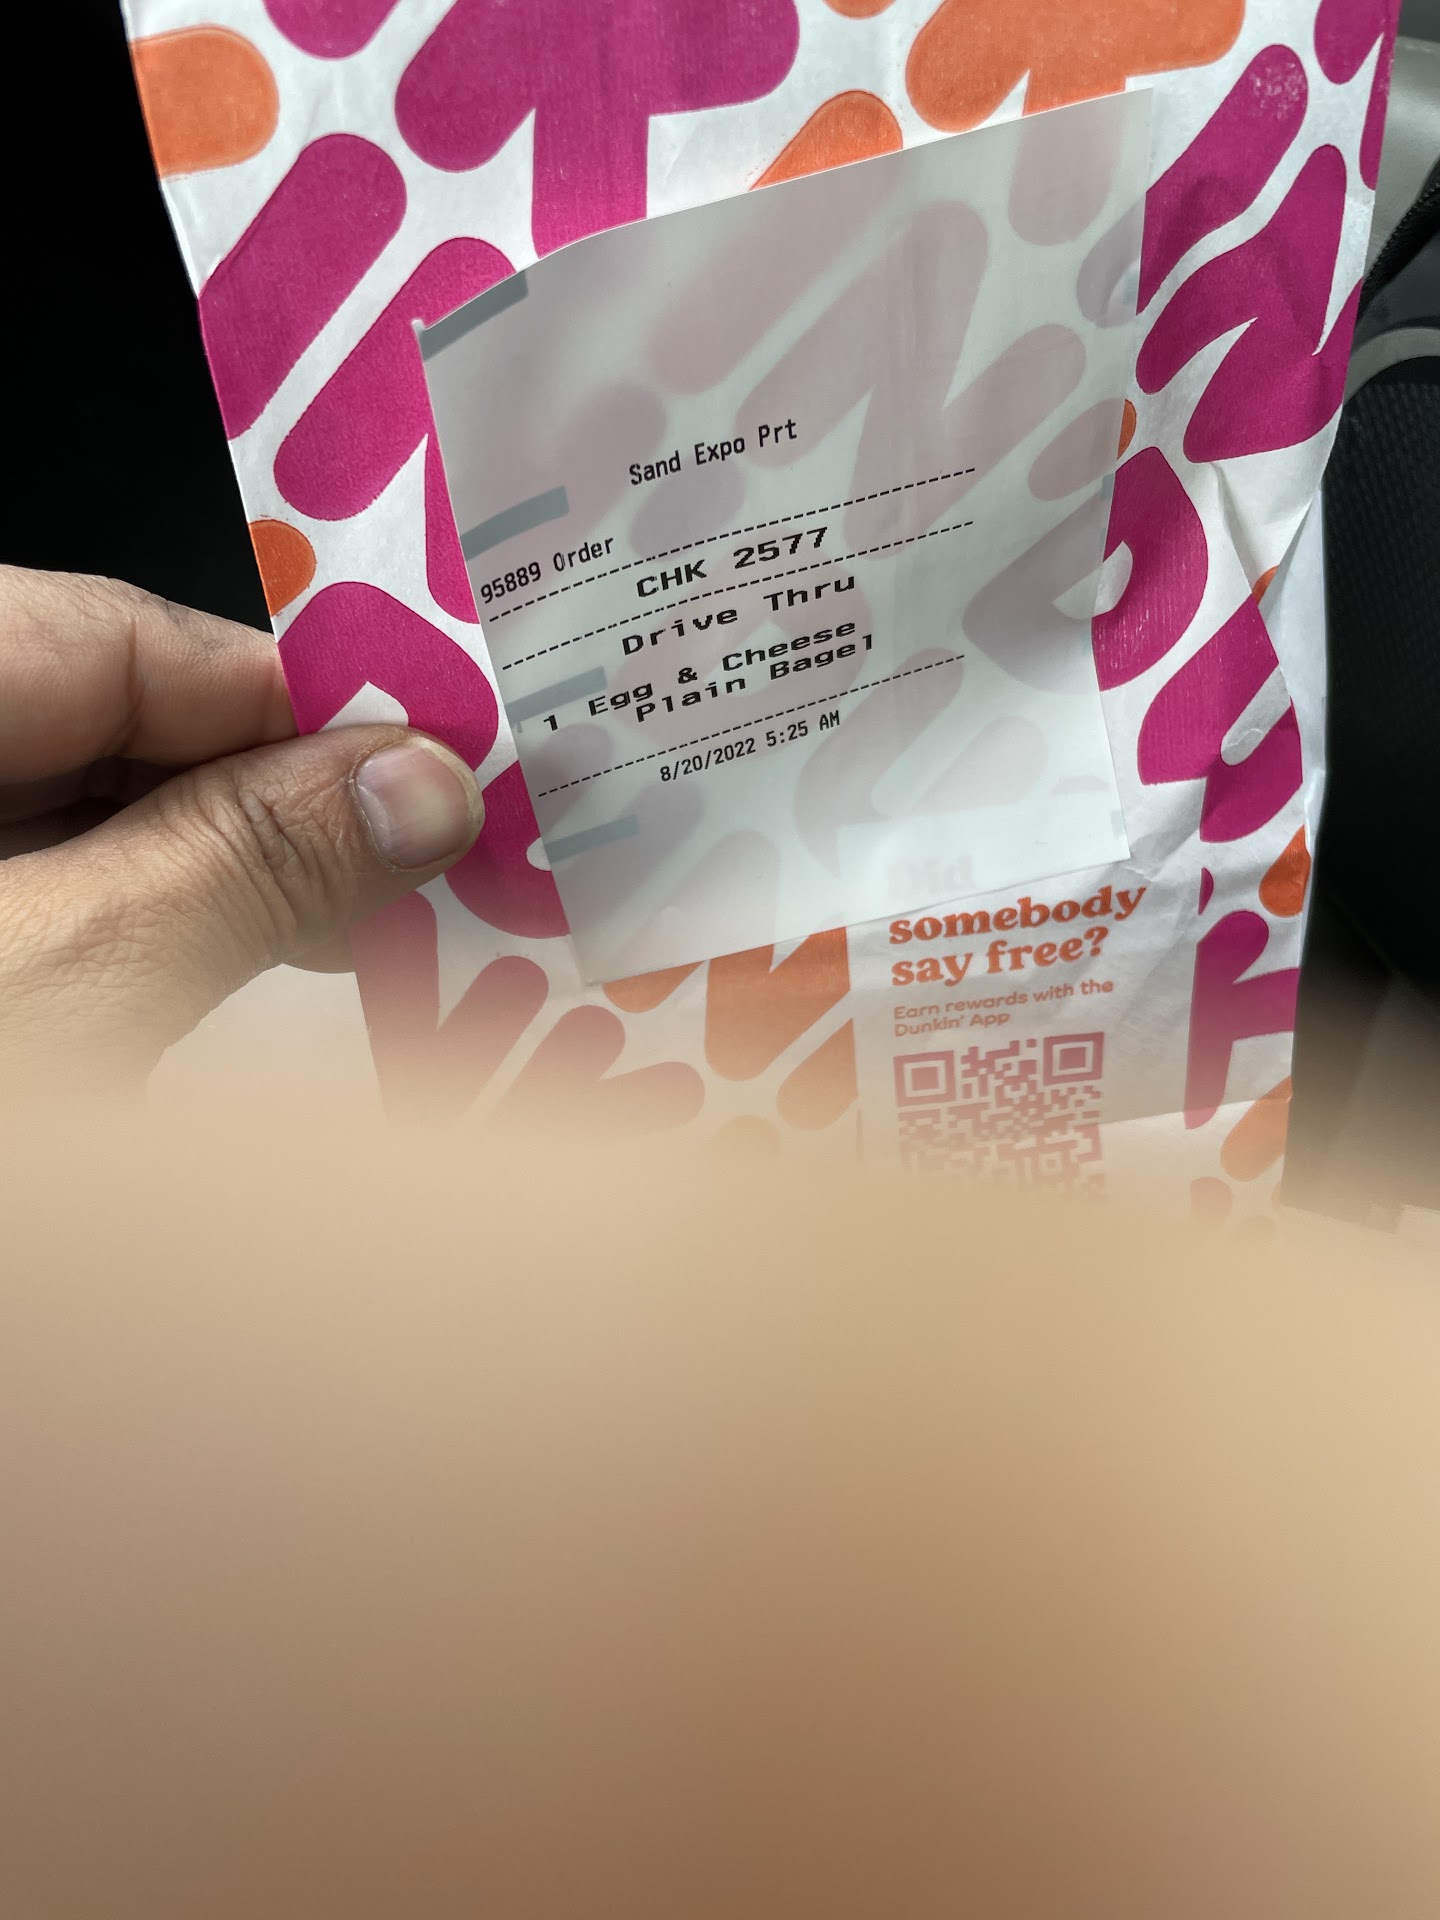 Sand Expo Prt
95889 Order
CHK 2577
Drive Thru
1 Egg & Cheese
Plain Bagel
8/20/2022 5:25 AM
Did
somebody
say free?
Earn rewards with the
Dunkin' App